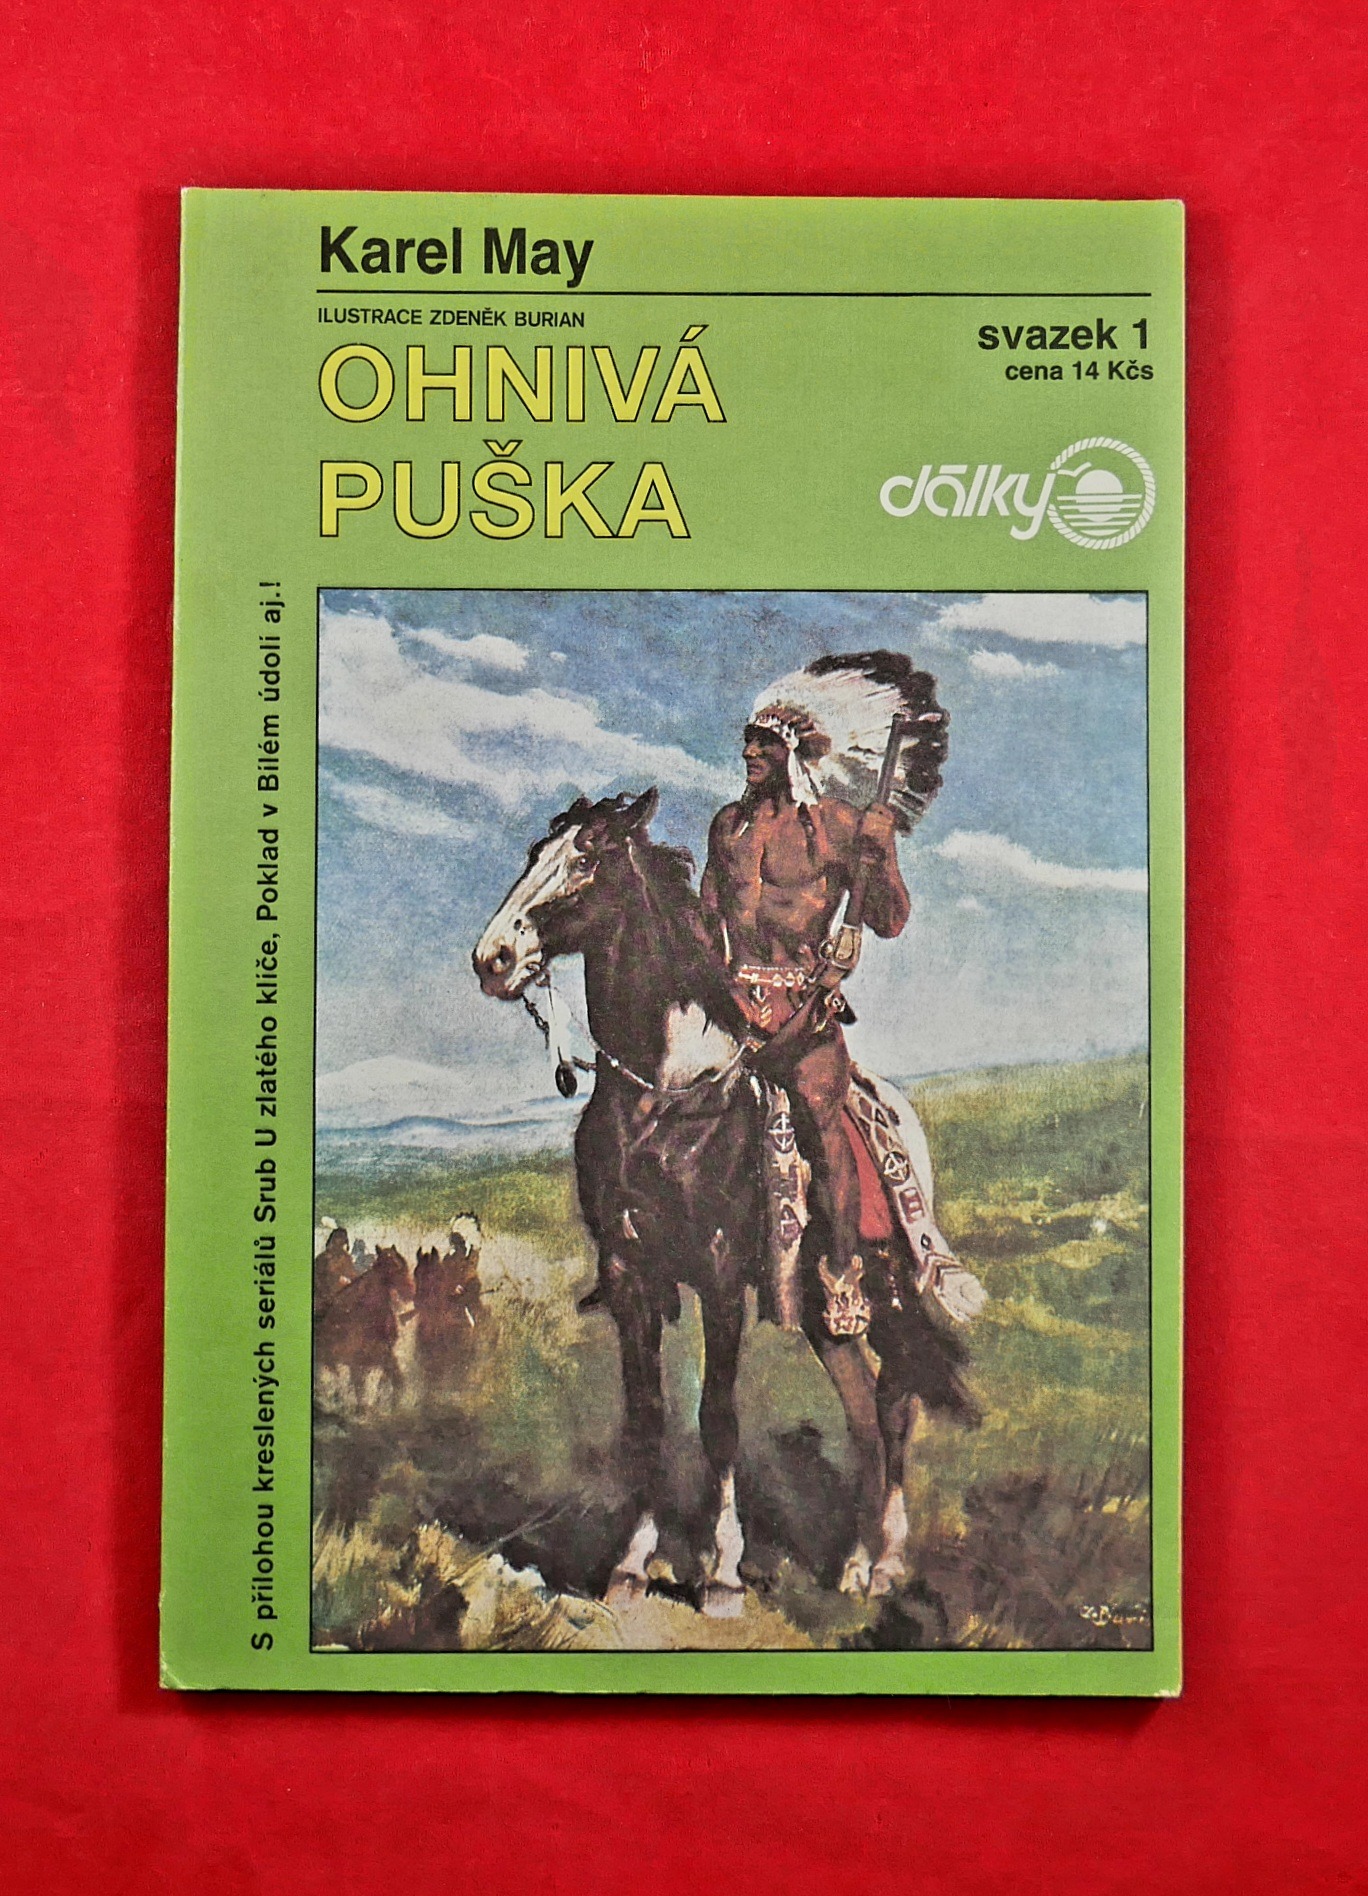 Karel May
ILUSTRACE ZDENĚK BURIAN
OHNIVÁ
PUŠKA
svazek 1
cena 14 Kčs
dálky
S přílohou kreslených seriálů Srub U zlatého klíče, Poklad v Bílém údolí aj.!
Z. Buri